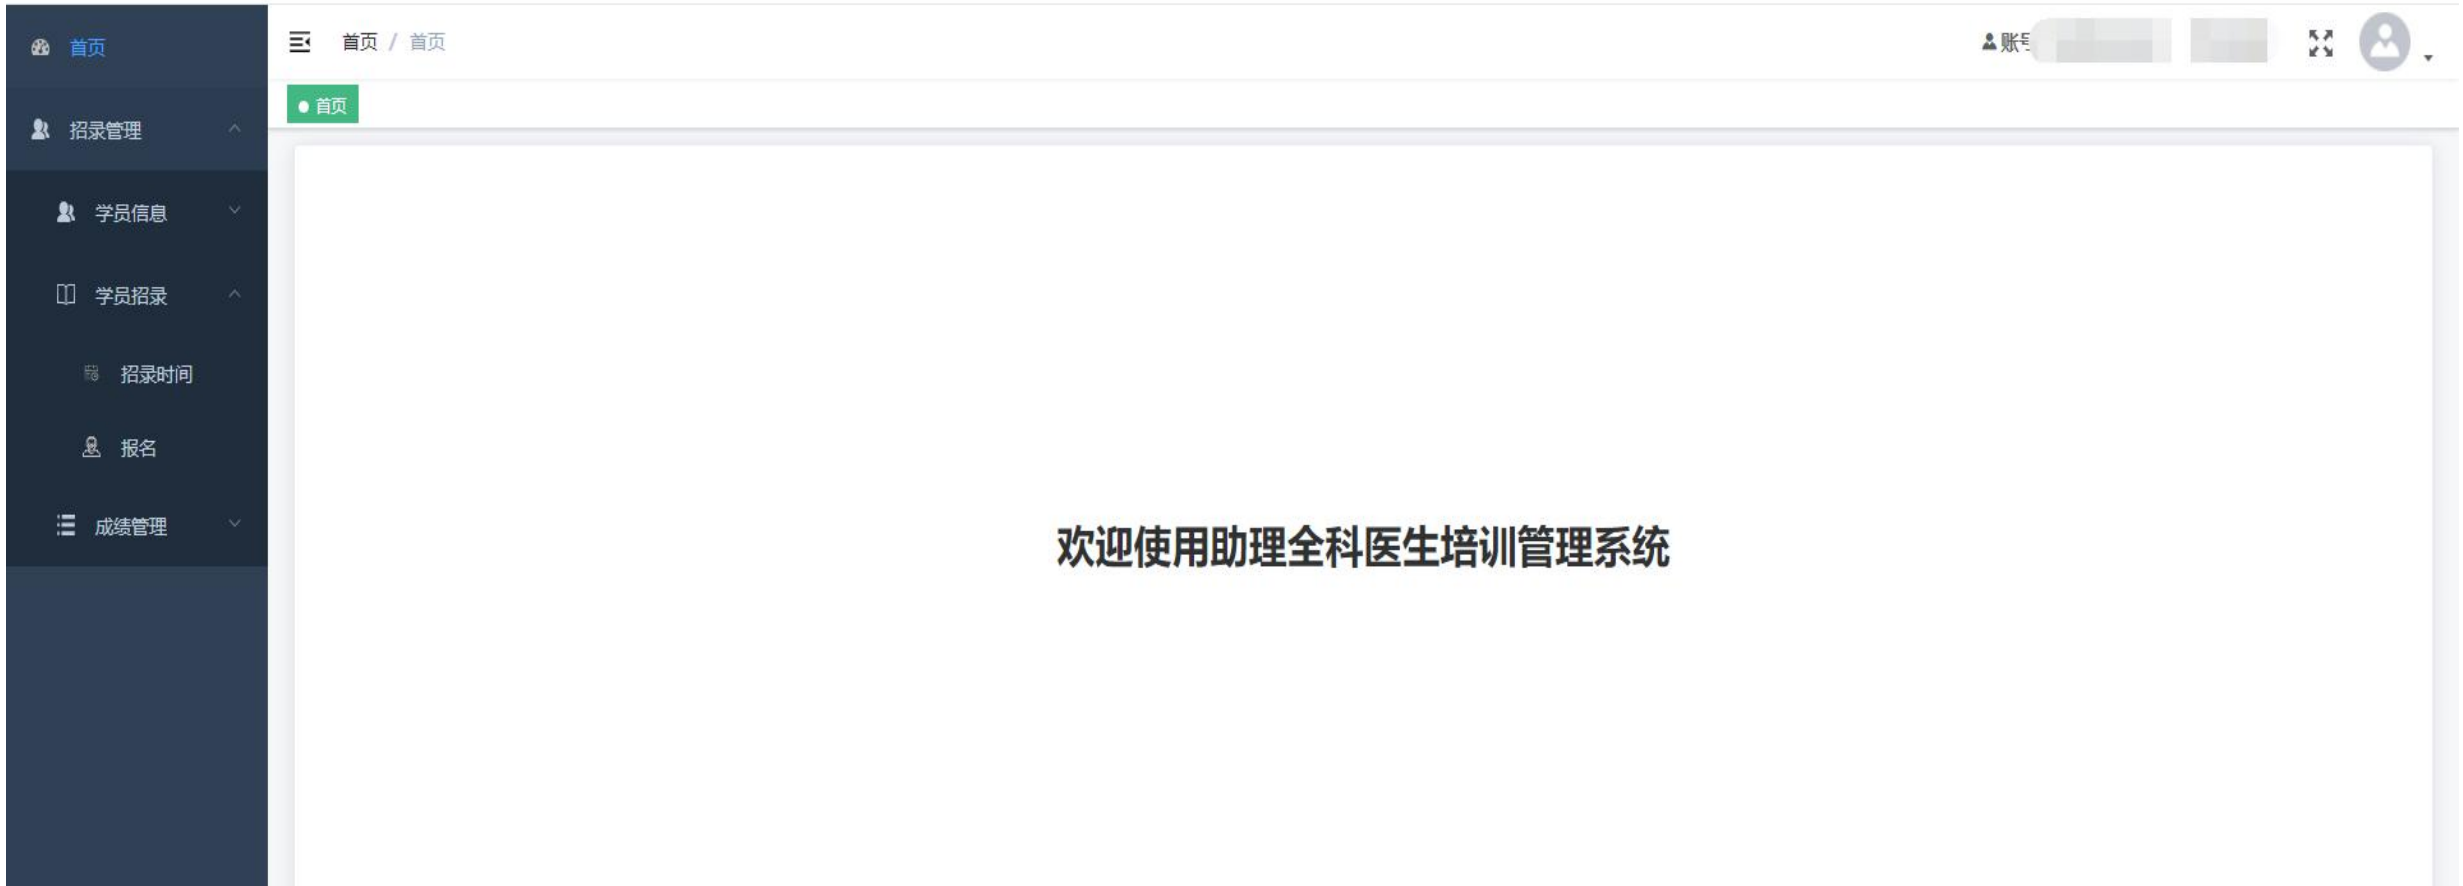 首页
招录管理
学员信息
学员招录
招录时间
报名
成绩管理
首页 / 首页
账号
首页
欢迎使用助理全科医生培训管理系统